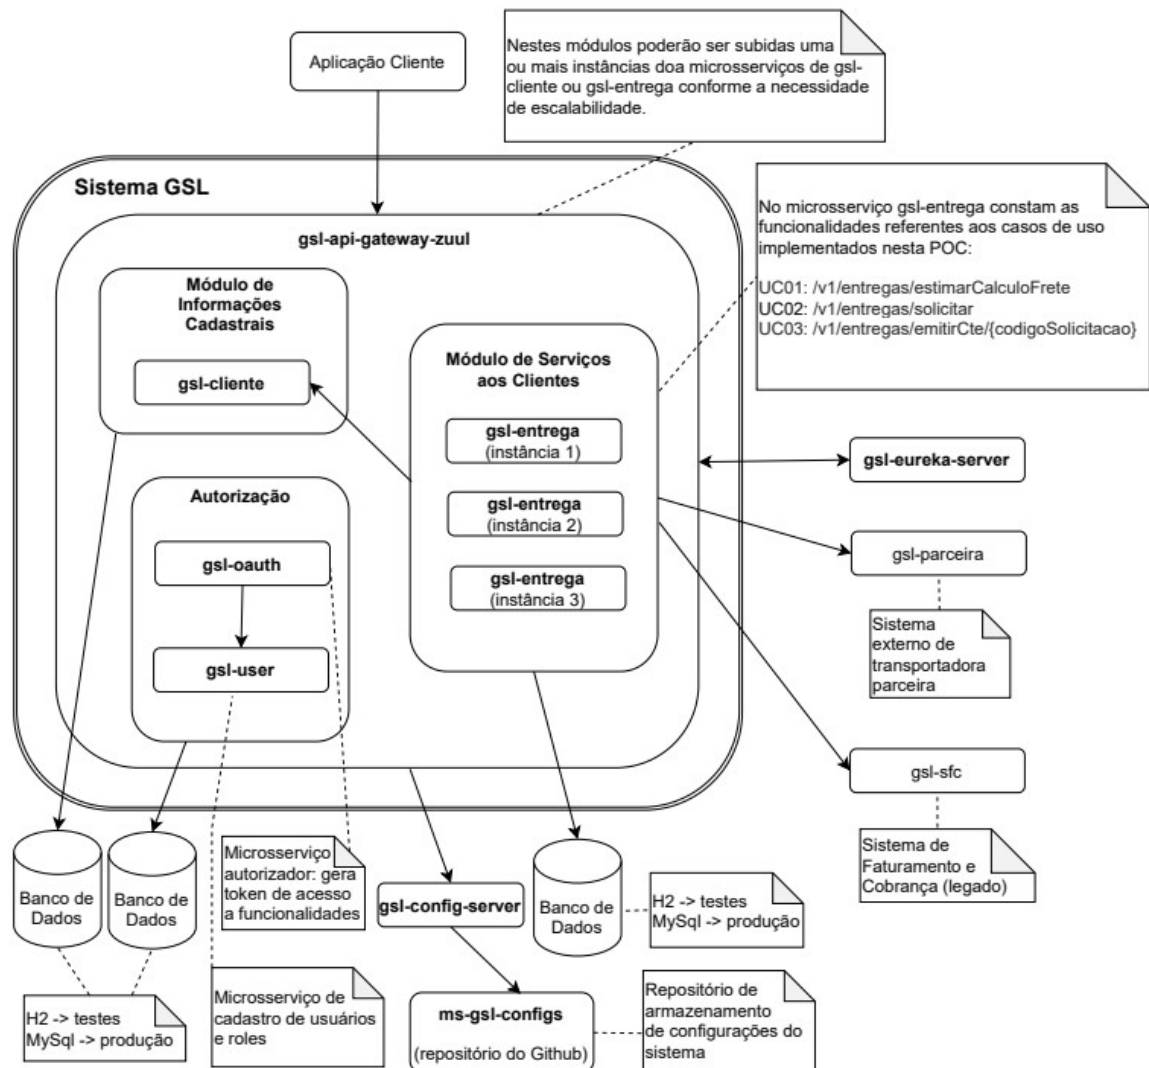 Aplicação Cliente
Nestes módulos poderão ser subidas uma
ou mais instâncias doa microsserviços de gsl-
cliente ou gsl-entrega conforme a necessidade
de escalabilidade.
Sistema GSL
gsl-api-gateway-zuul
No microsserviço gsl-entrega constam as
funcionalidades referentes aos casos de uso
implementados nesta POC:
UC01: /v1/entregas/estimarCalculoFrete
UC02: /v1/entregas/solicitar
UC03: /v1/entregas/emitirCte/{codigoSolicitacao}
Módulo de
Informações
Cadastrais
gsl-cliente
Módulo de Serviços
aos Clientes
gsl-entrega
(instância 1)
gsl-entrega
(instância 2)
gsl-entrega
(instância 3)
Autorização
gsl-oauth
gsl-user
gsl-eureka-server
gsl-parceira
Sistema
externo de
transportadora
parceira
gsl-sfc
Sistema de
Faturamento e
Cobrança (legado)
Banco de
Dados
Banco de
Dados
H2 -> testes
MySql -> produção
Microsserviço
autorizador: gera
token de acesso
a funcionalidades
Microsserviço de
cadastro de usuários
e roles
gsl-config-server
ms-gsl-configs
(repositório do Github)
Banco de
Dados
H2 -> testes
MySql -> produção
Repositório de
armazenamento
de configurações do
sistema